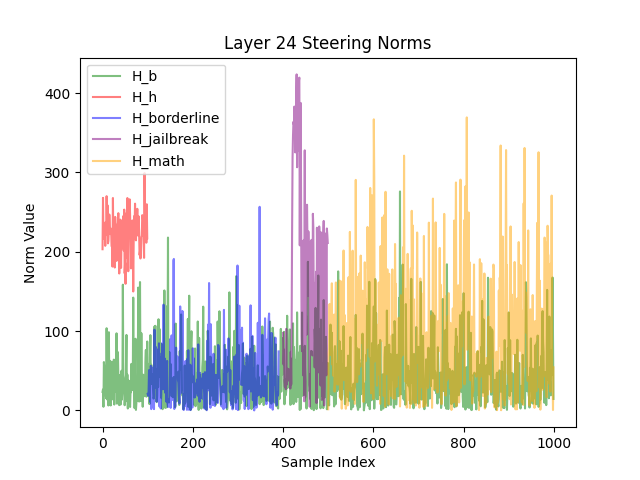 Layer 24 Steering Norms
H_b
H_h
H_borderline
H_jailbreak
H_math
Norm Value
400
300
200
100
0
0
200
400
600
800
1000
Sample Index